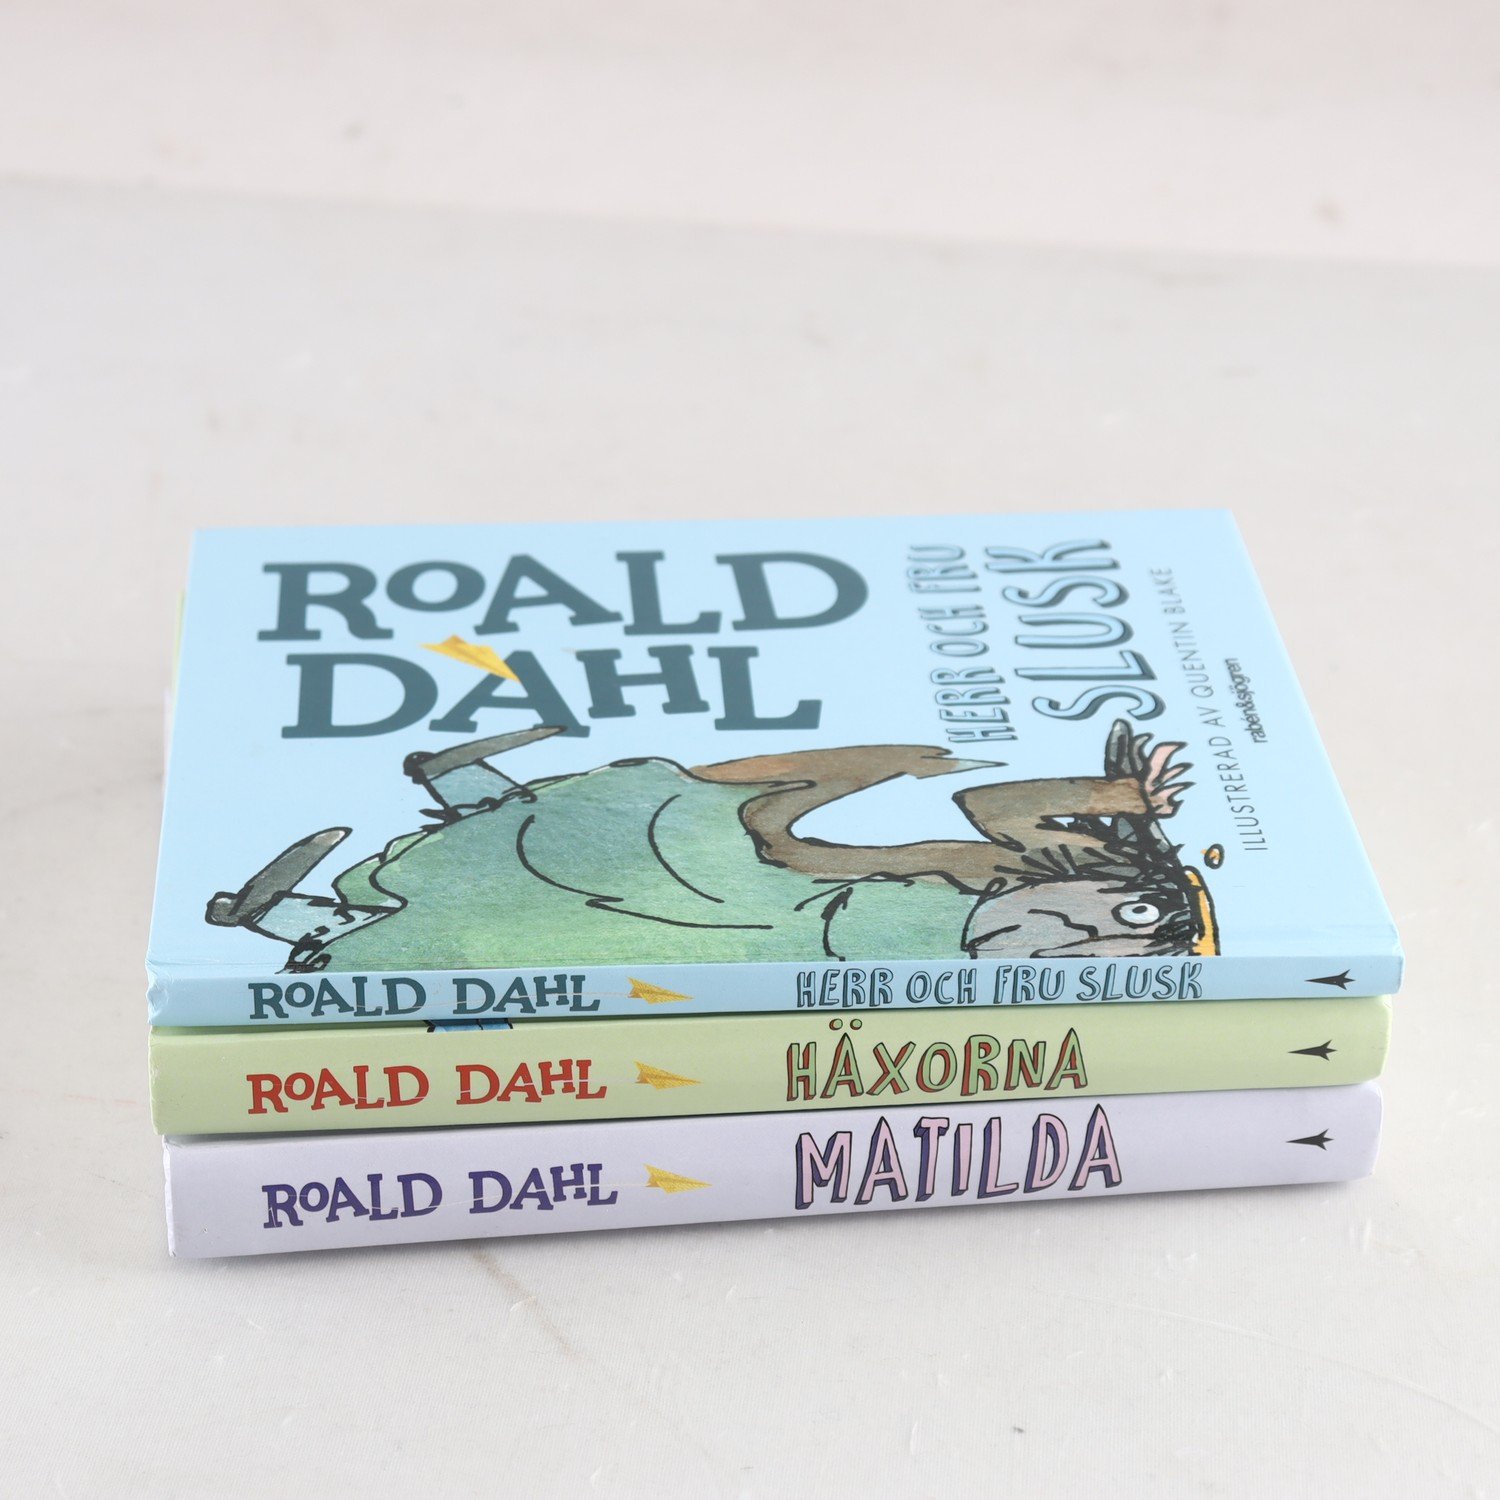 ROALD
DAHL
HERR OCH FRU
SLUSK
ILLUSTRERAD AV QUENTIN BLAKE
rabén&sjögren
ROALD DAHL HERR OCH FRU SLUSK
ROALD DAHL HÄXORNA
ROALD DAHL MATILDA